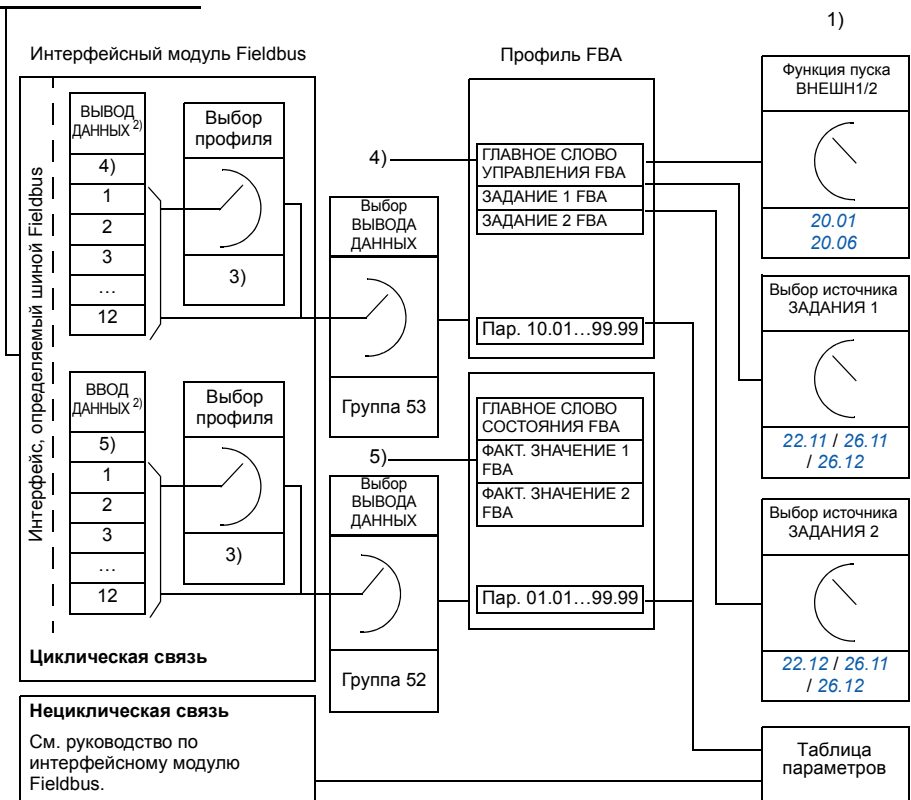 1)
Интерфейсный модуль Fieldbus
Интерфейс, определяемый шиной Fieldbus
ВЫВОД
ДАННЫХ 2)
4)
1
2
3
…
12
Выбор
профиля
3)
ВВОД
ДАННЫХ 2)
5)
1
2
3
…
12
Выбор
профиля
3)
Циклическая связь
Нециклическая связь
См. руководство по
интерфейсному модулю
Fieldbus.
Выбор
ВЫВОДА
ДАННЫХ
Группа 53
Выбор
ВЫВОДА
ДАННЫХ
Группа 52
Профиль FBA
4)
ГЛАВНОЕ СЛОВО
УПРАВЛЕНИЯ FBA
ЗАДАНИЕ 1 FBA
ЗАДАНИЕ 2 FBA
Пар. 10.01…99.99
5)
ГЛАВНОЕ СЛОВО
СОСТОЯНИЯ FBA
ФАКТ. ЗНАЧЕНИЕ 1
FBA
ФАКТ. ЗНАЧЕНИЕ 2
FBA
Пар. 01.01…99.99
Функция пуска
ВНЕШН1/2
20.01
20.06
Выбор источника
ЗАДАНИЯ 1
22.11 / 26.11
/ 26.12
Выбор источника
ЗАДАНИЯ 2
22.12 / 26.11
/ 26.12
Таблица
параметров